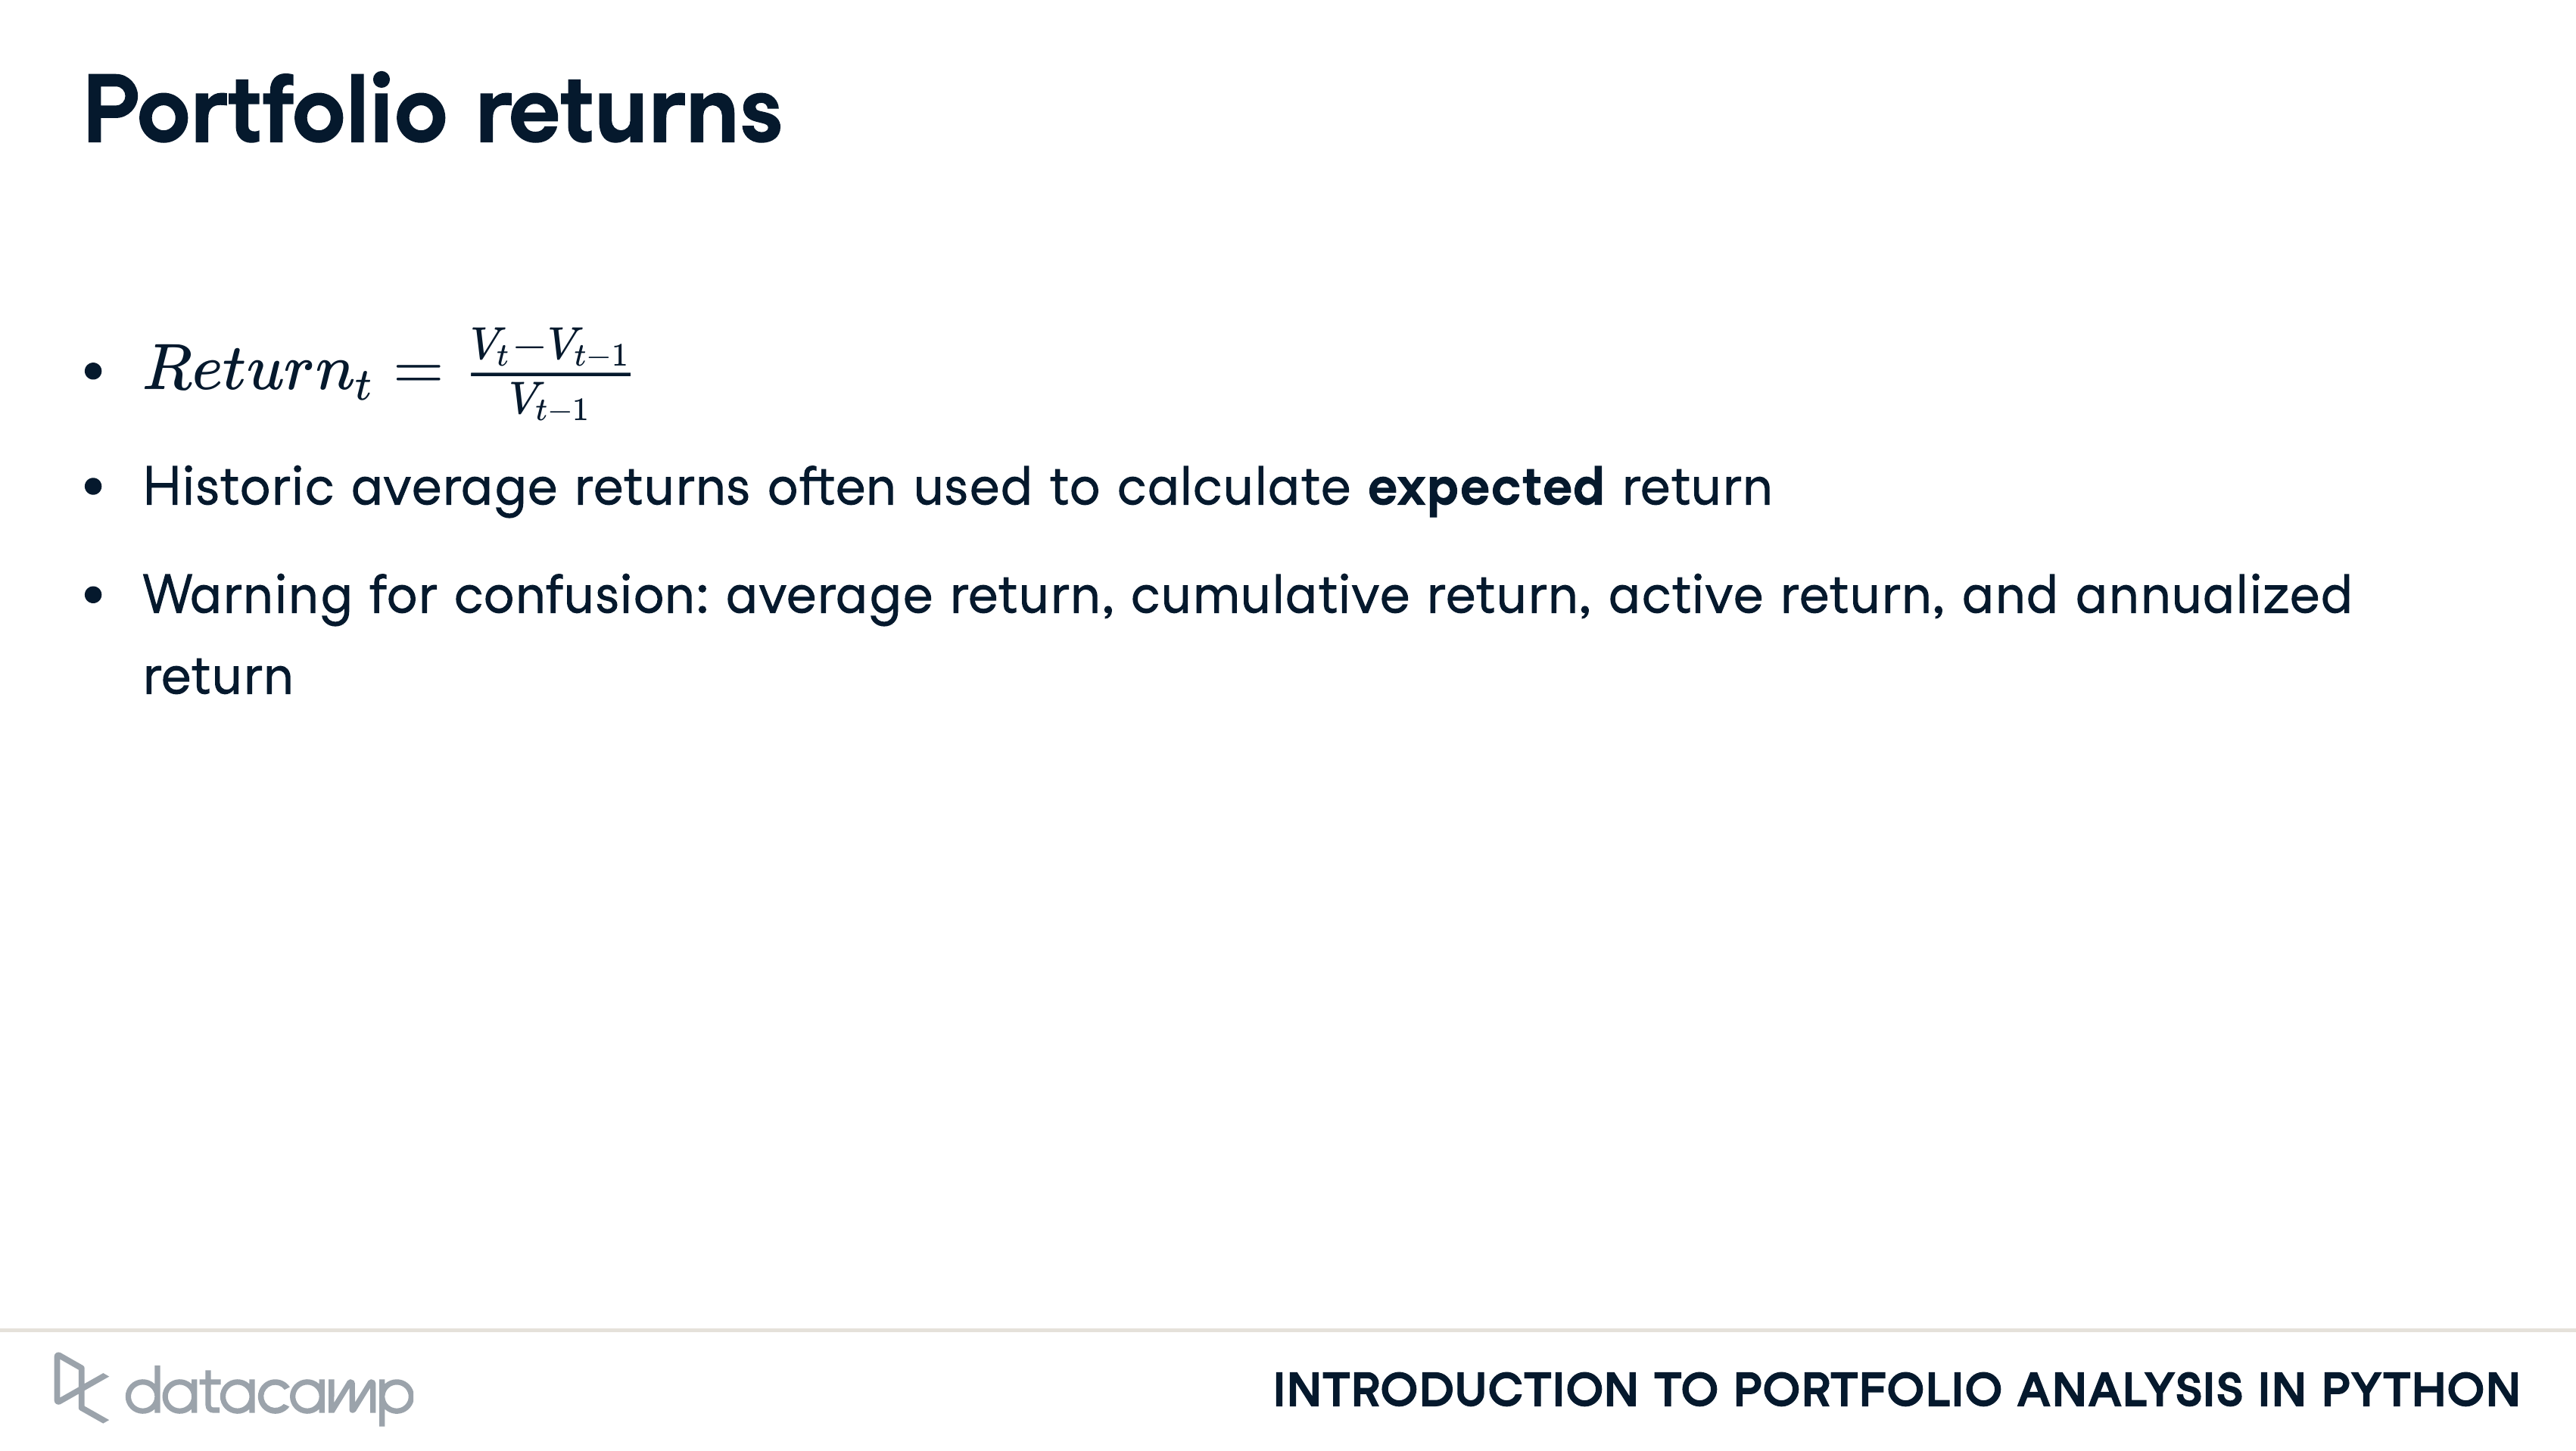 Portfolio returns
• Return_t = (V_t − V_{t−1}) / V_{t−1}
• Historic average returns often used to calculate expected return
• Warning for confusion: average return, cumulative return, active return, and annualized
return
datacamp
INTRODUCTION TO PORTFOLIO ANALYSIS IN PYTHON